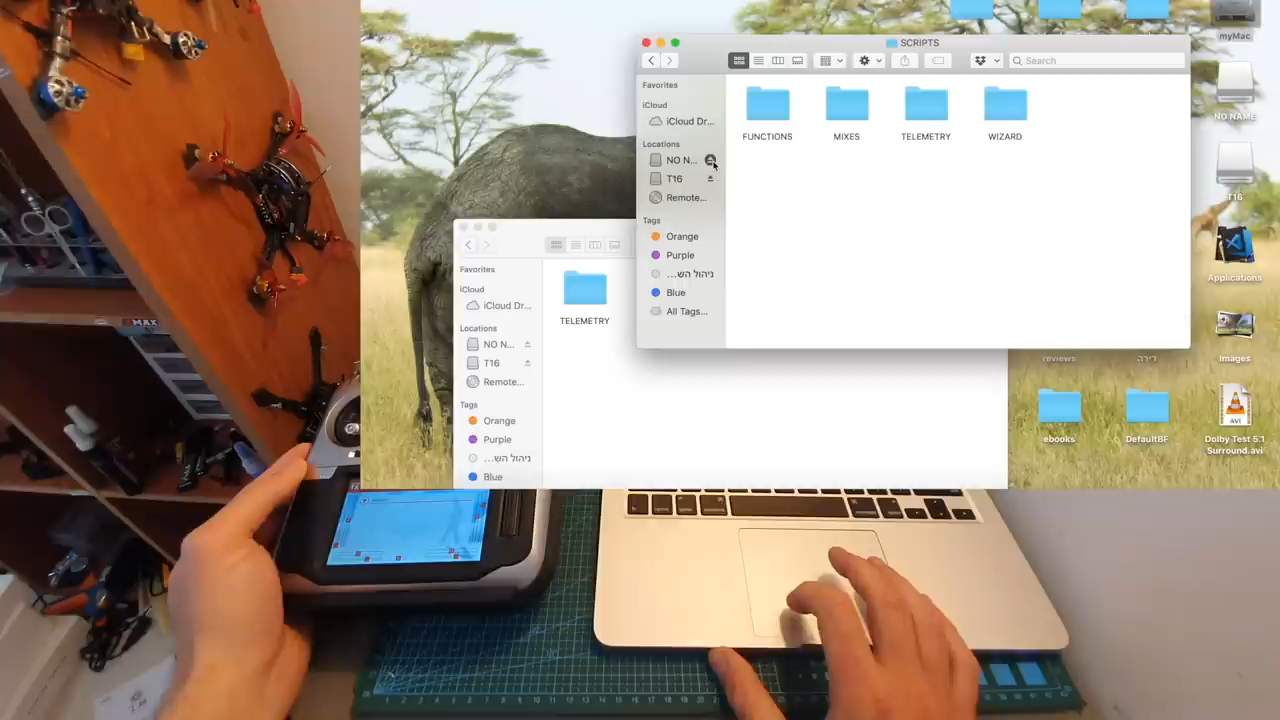 SCRIPTS
Search
Favorites
iCloud
iCloud Dr...
Locations
NO N...
T16
Remote...
Tags
Orange
Purple
ניהול הש...
Blue
All Tags...
FUNCTIONS
MIXES
TELEMETRY
WIZARD
Favorites
iCloud
iCloud Dr...
Locations
NO N...
T16
Remote...
Tags
Orange
Purple
ניהול הש...
Blue
TELEMETRY
myMac
NO NAME
T16
Applications
reviews
דירה
Images
ebooks
DefaultBF
Dolby Test 5.1
Surround.avi
AVI